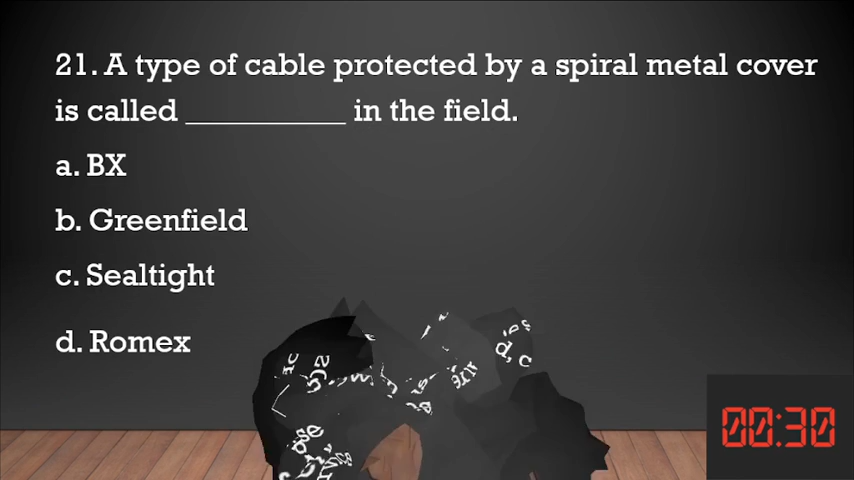 21. A type of cable protected by a spiral metal cover
is called __________ in the field.
a. BX
b. Greenfield
c. Sealtight
d. Romex
00:30